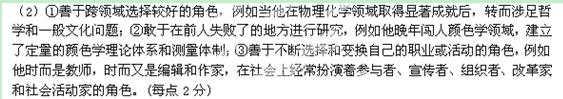 （2）①善于跨领域选择较好的角色，例如当他在物理化学领域取得显著成就后，转而涉足哲
学和一般文化问题；②敢于在前人失败了的地方进行研究，例如他晚年闯人颜色学领域，建立
了定量的颜色学理论体系和测量体制；③善于不断选择和变换自己的职业或活动的角色，例如
他时而是教师，时而又是编辑和作家，在社会上经常扮演着参与者、宣传者、组织者、改革家
和社会活动家的角色。（每点 2 分）